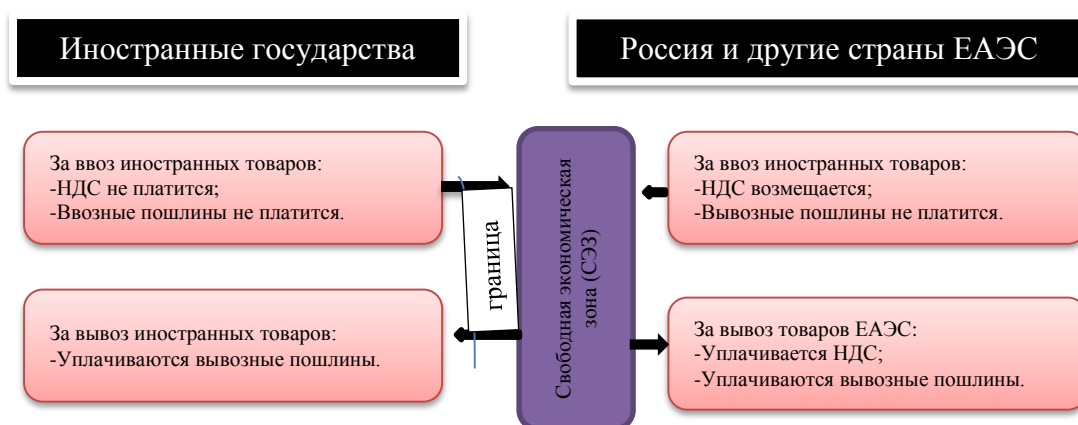 Иностранные государства
Россия и другие страны ЕАЭС
За ввоз иностранных товаров:
-НДС не платится;
-Ввозные пошлины не платится.
граница
Свободная экономическая
зона (СЭЗ)
За ввоз иностранных товаров:
-НДС возмещается;
-Вывозные пошлины не платится.
За вывоз иностранных товаров:
-Уплачиваются вывозные пошлины.
За вывоз товаров ЕАЭС:
-Уплачивается НДС;
-Уплачиваются вывозные пошлины.